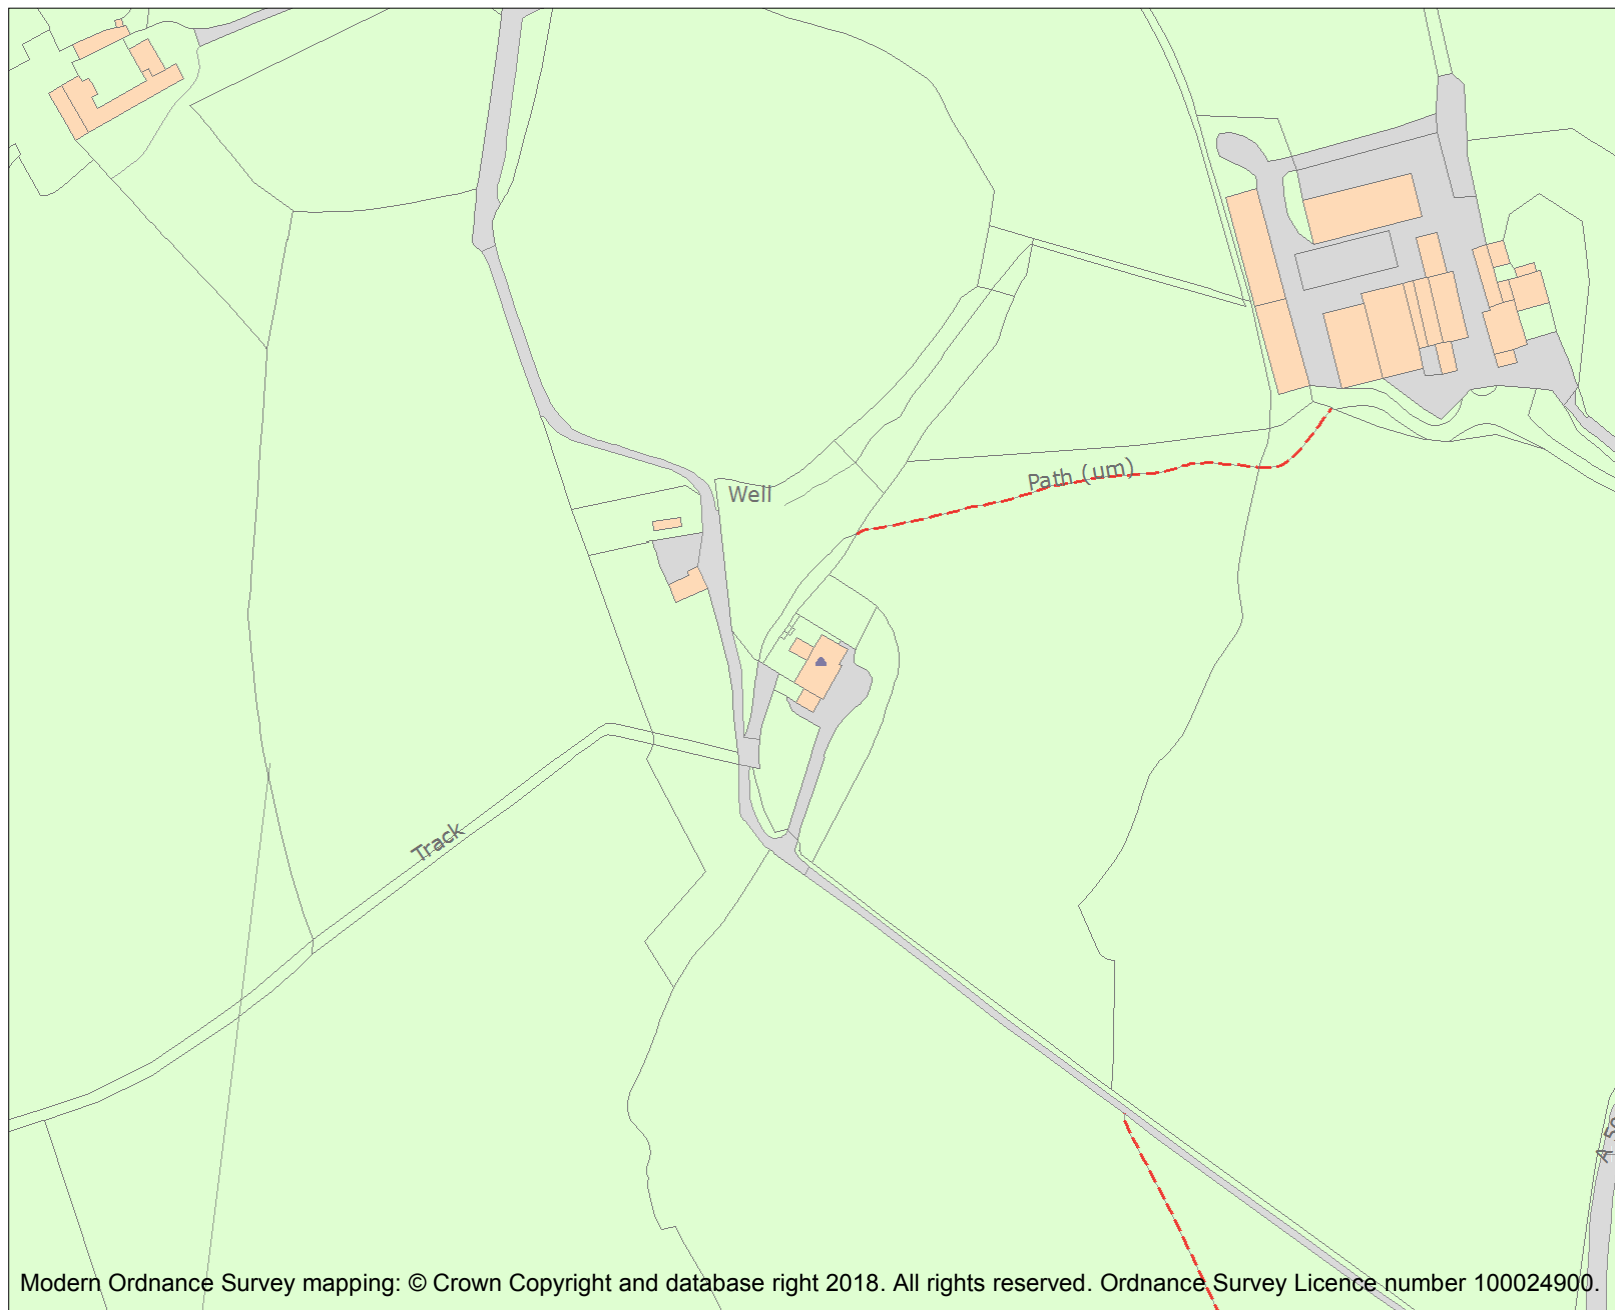 Path (um)
Well
Track
Modern Ordnance Survey mapping: © Crown Copyright and database right 2018. All rights reserved. Ordnance Survey Licence number 100024900.